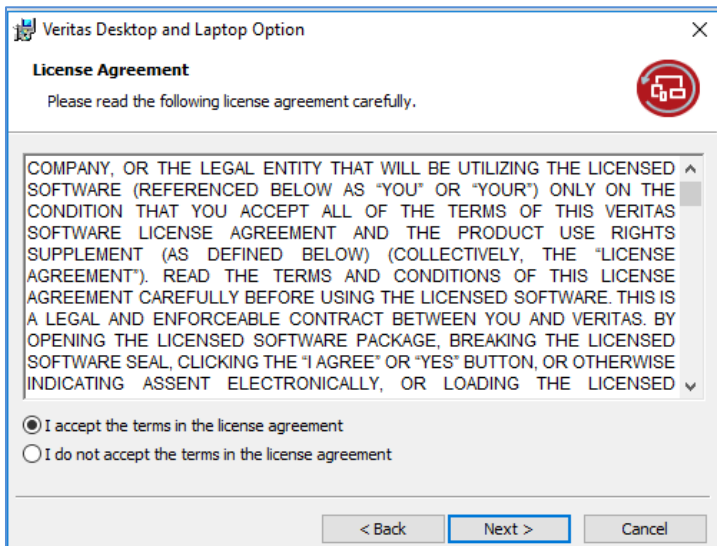 Veritas Desktop and Laptop Option
License Agreement
Please read the following license agreement carefully.
COMPANY, OR THE LEGAL ENTITY THAT WILL BE UTILIZING THE LICENSED
SOFTWARE (REFERENCED BELOW AS “YOU” OR “YOUR”) ONLY ON THE
CONDITION THAT YOU ACCEPT ALL OF THE TERMS OF THIS VERITAS
SOFTWARE LICENSE AGREEMENT AND THE PRODUCT USE RIGHTS
SUPPLEMENT (AS DEFINED BELOW) (COLLECTIVELY, THE “LICENSE
AGREEMENT”). READ THE TERMS AND CONDITIONS OF THIS LICENSE
AGREEMENT CAREFULLY BEFORE USING THE LICENSED SOFTWARE. THIS IS
A LEGAL AND ENFORCEABLE CONTRACT BETWEEN YOU AND VERITAS. BY
OPENING THE LICENSED SOFTWARE PACKAGE, BREAKING THE LICENSED
SOFTWARE SEAL, CLICKING THE “I AGREE” OR “YES” BUTTON, OR OTHERWISE
INDICATING ASSENT ELECTRONICALLY, OR LOADING THE LICENSED
I accept the terms in the license agreement
I do not accept the terms in the license agreement
< Back Next > Cancel